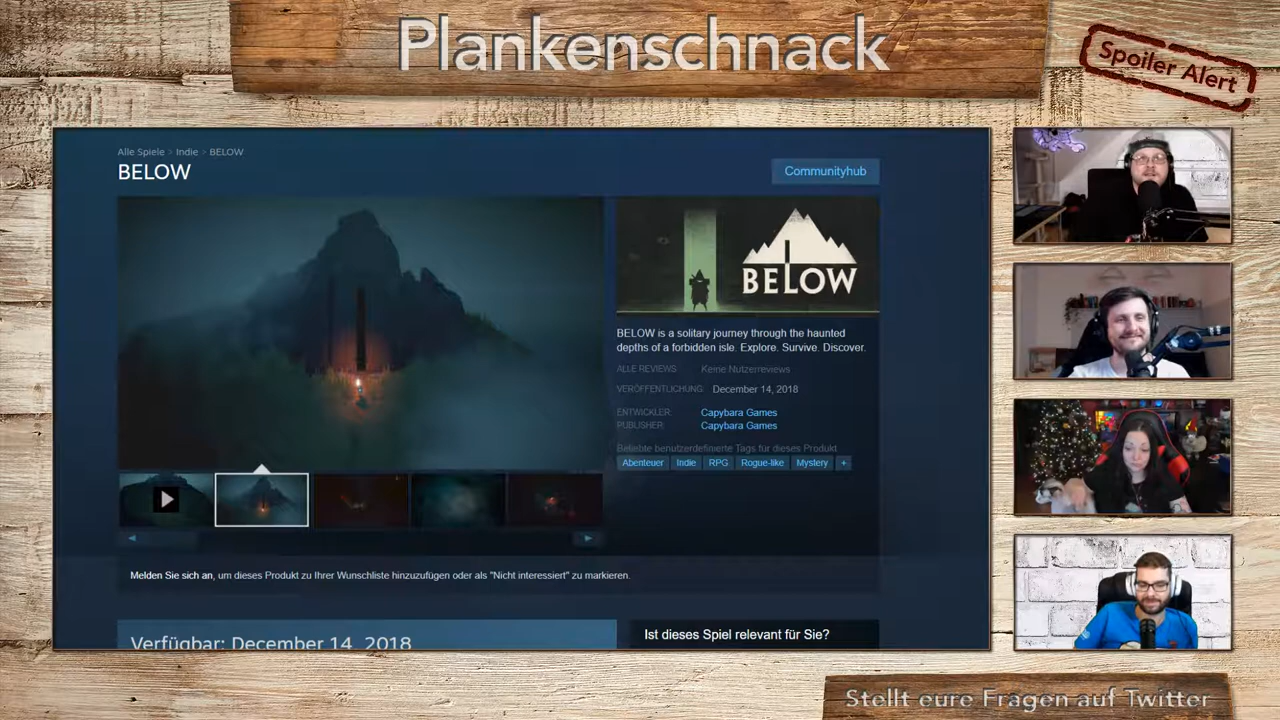 Plankenschnack
Spoiler Alert
Alle Spiele > Indie > BELOW
BELOW
Communityhub
BELOW
BELOW is a solitary journey through the haunted
depths of a forbidden isle. Explore. Survive. Discover.
ALLE REVIEWS: Keine Nutzerreviews
VERÖFFENTLICHUNG: December 14, 2018
ENTWICKLER: Capybara Games
PUBLISHER: Capybara Games
Beliebte benutzerdefinierte Tags für dieses Produkt
Abenteuer Indie RPG Rogue-like Mystery +
Melden Sie sich an, um dieses Produkt zu Ihrer Wunschliste hinzuzufügen oder als "Nicht interessiert" zu markieren.
Verfügbar: December 14, 2018
Ist dieses Spiel relevant für Sie?
Stellt eure Fragen auf Twitter